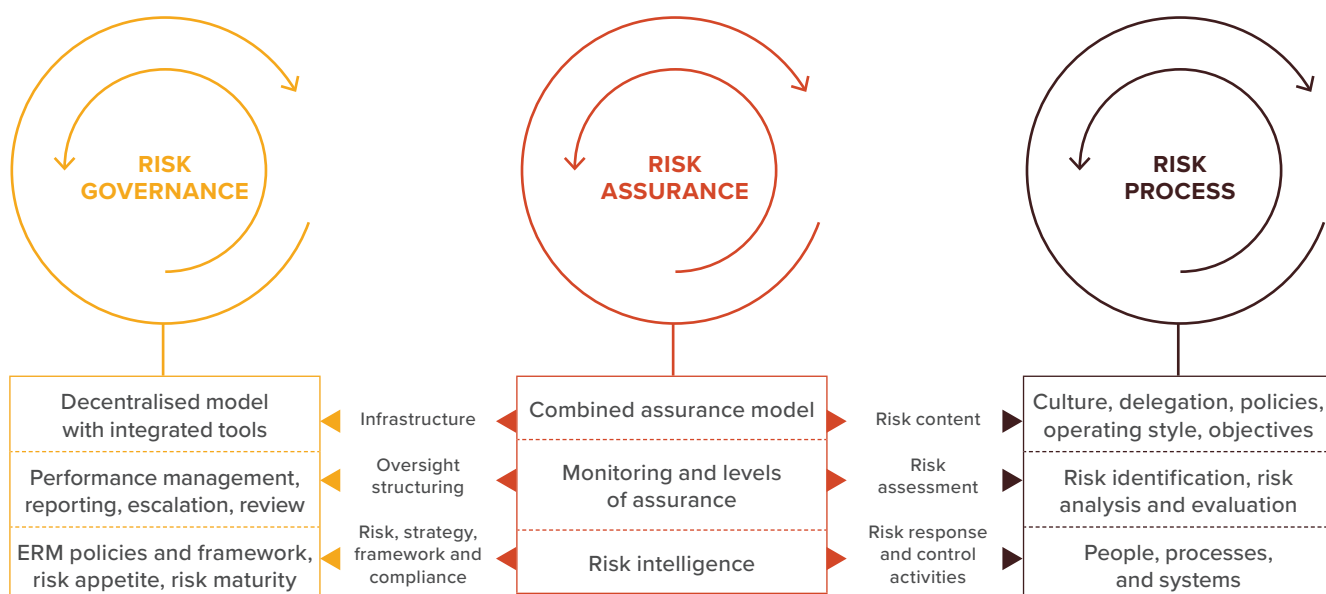 RISK
GOVERNANCE
RISK
ASSURANCE
RISK
PROCESS
Decentralised model
with integrated tools
Infrastructure
Combined assurance model
Risk content
Culture, delegation, policies,
operating style, objectives
Performance management,
reporting, escalation, review
Oversight
structuring
Monitoring and levels
of assurance
Risk
assessment
Risk identification, risk
analysis and evaluation
ERM policies and framework,
risk appetite, risk maturity
Risk, strategy,
framework and
compliance
Risk intelligence
Risk response
and control
activities
People, processes,
and systems